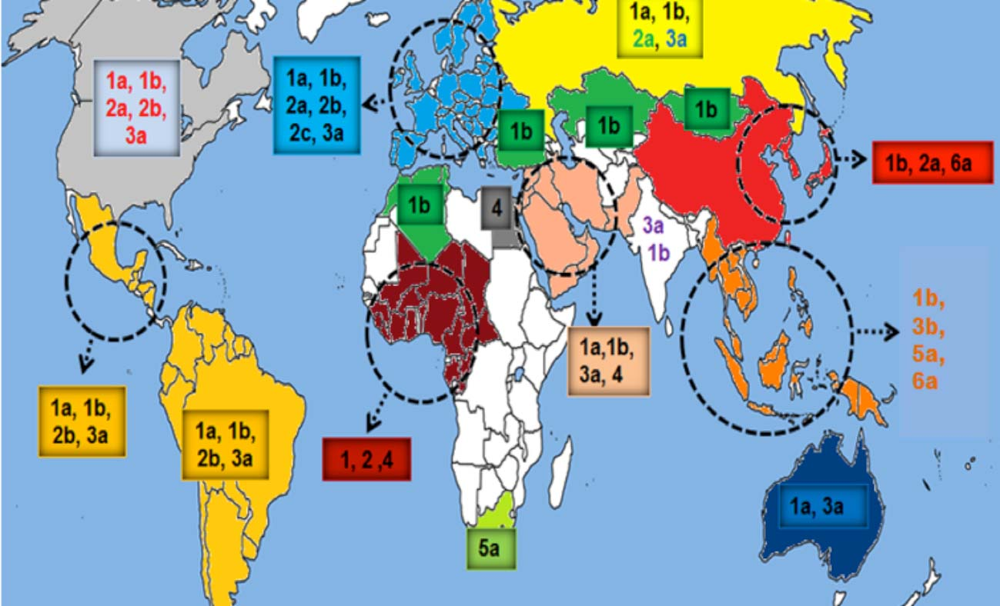 1a, 1b,
2a, 3a
1a, 1b,
2a, 2b,
3a
1a, 1b,
2a, 2b,
2c, 3a
1b
1b
1b
1b, 2a, 6a
1b
4
3a
1b
1b,
3b,
5a,
6a
1a,1b,
3a, 4
1a, 1b,
2b, 3a
1a, 1b,
2b, 3a
1, 2 ,4
1a, 3a
5a